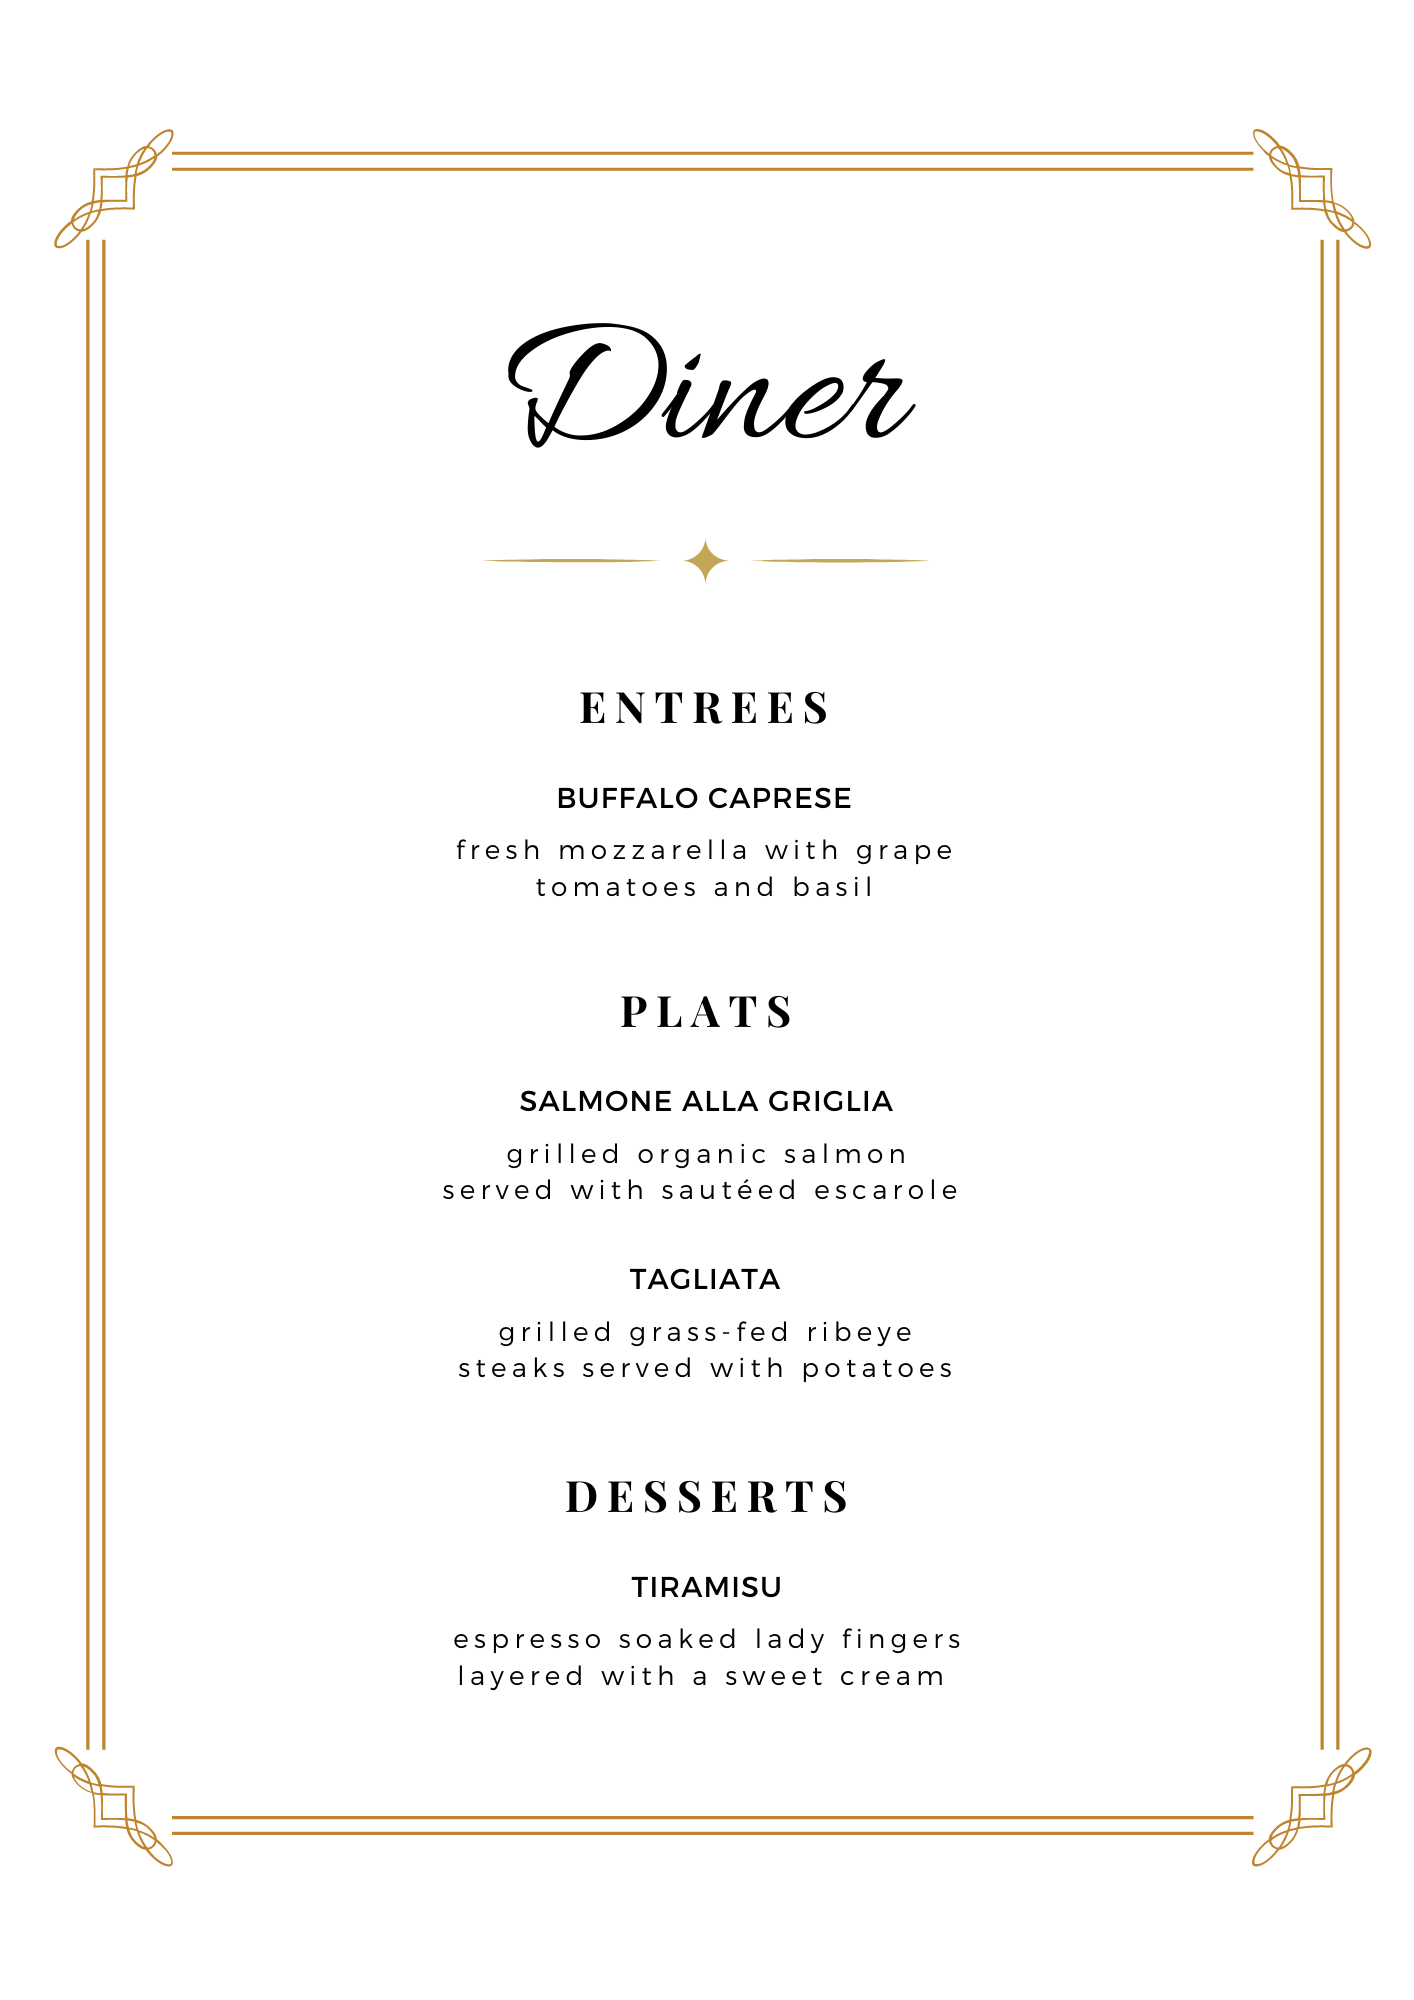 Diner
ENTREES
BUFFALO CAPRESE
fresh mozzarella with grape
tomatoes and basil
PLATS
SALMONE ALLA GRIGLIA
grilled organic salmon
served with sautéed escarole
TAGLIATA
grilled grass-fed ribeye
steaks served with potatoes
DESSERTS
TIRAMISU
espresso soaked lady fingers
layered with a sweet cream